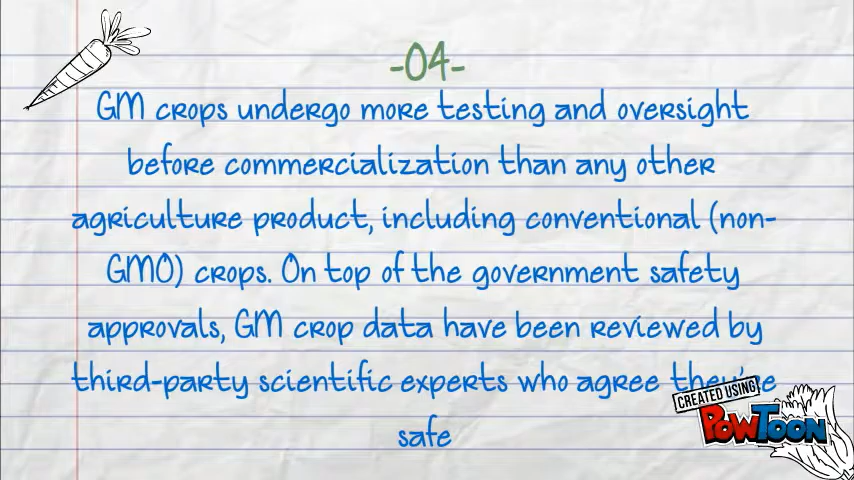 -04-
GM crops undergo more testing and oversight
before commercialization than any other
agriculture product, including conventional (non-
GMO) crops. On top of the government safety
approvals, GM crop data have been reviewed by
third-party scientific experts who agree they're
safe
CREATED USING
POWTOON